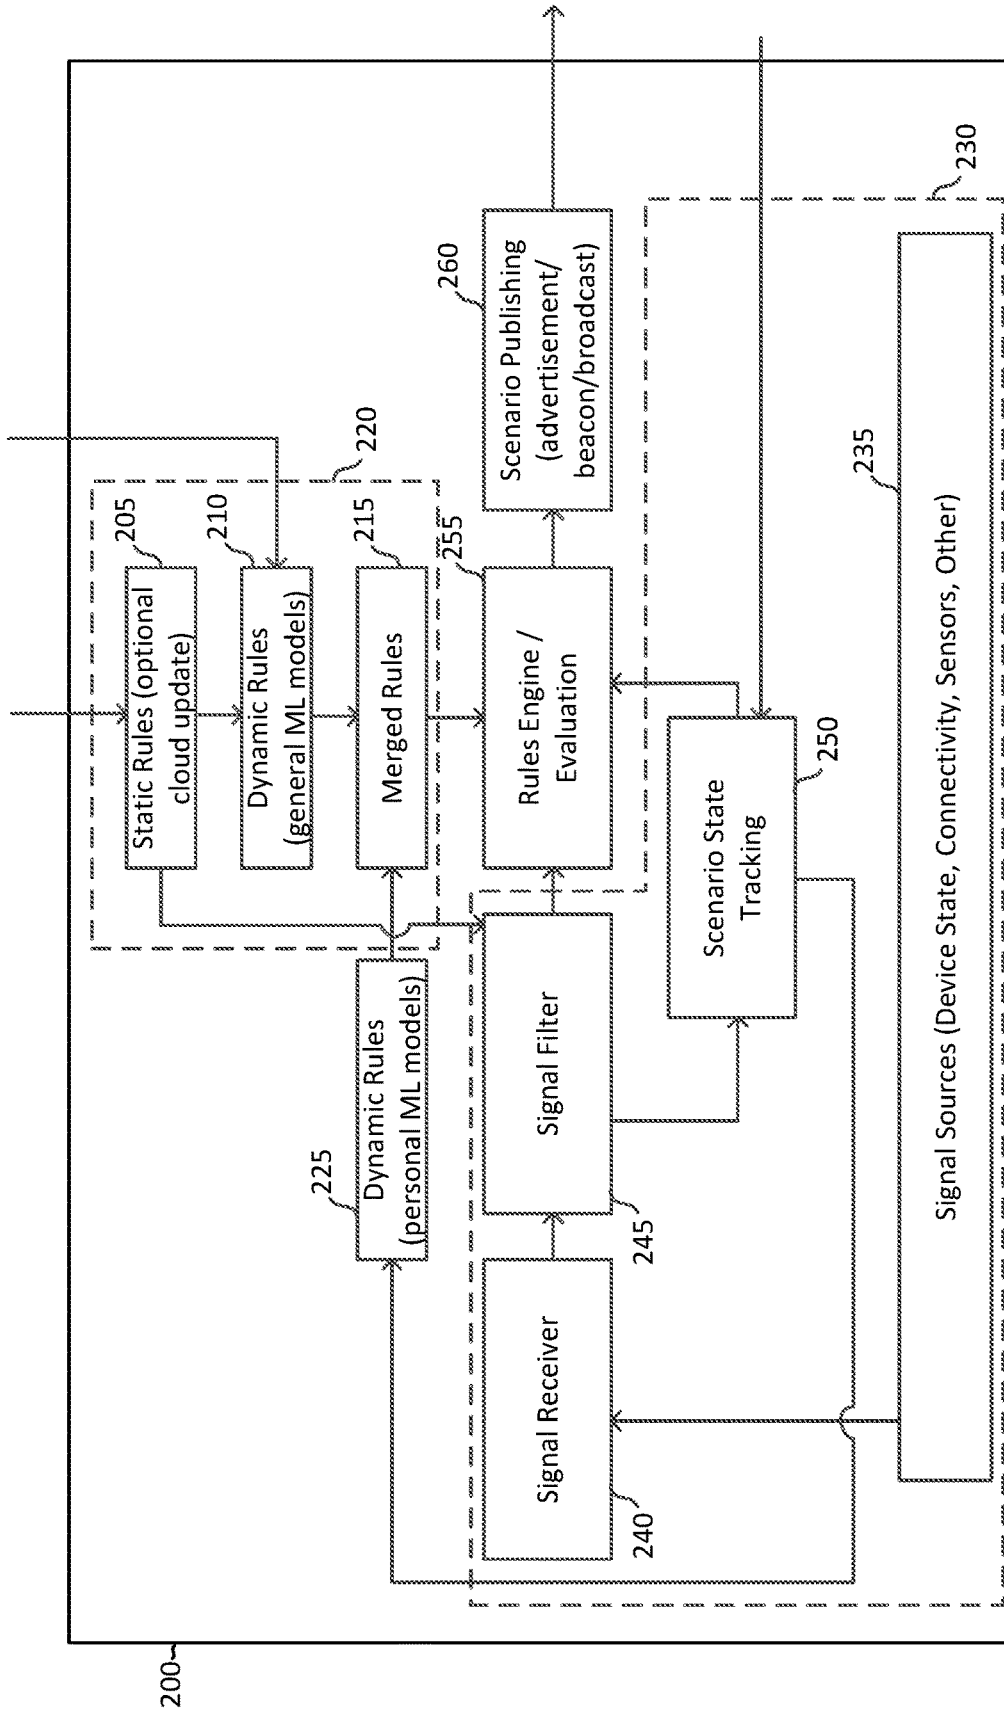 200
220
205
Static Rules (optional
cloud update)
210
Dynamic Rules
(general ML models)
225
Dynamic Rules
(personal ML models)
215
Merged Rules
240
Signal Receiver
245
Signal Filter
255
Rules Engine /
Evaluation
260
Scenario Publishing
(advertisement/
beacon/broadcast)
250
Scenario State
Tracking
230
235
Signal Sources (Device State, Connectivity, Sensors, Other)